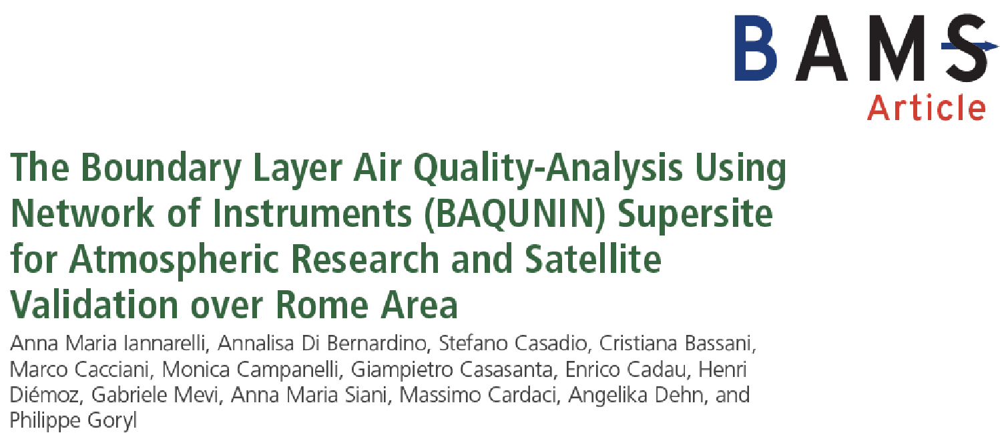 BAMS
Article
The Boundary Layer Air Quality-Analysis Using
Network of Instruments (BAQUNIN) Supersite
for Atmospheric Research and Satellite
Validation over Rome Area
Anna Maria Iannarelli, Annalisa Di Bernardino, Stefano Casadio, Cristiana Bassani,
Marco Cacciani, Monica Campanelli, Giampietro Casasanta, Enrico Cadau, Henri
Diémoz, Gabriele Mevi, Anna Maria Siani, Massimo Cardaci, Angelika Dehn, and
Philippe Goryl